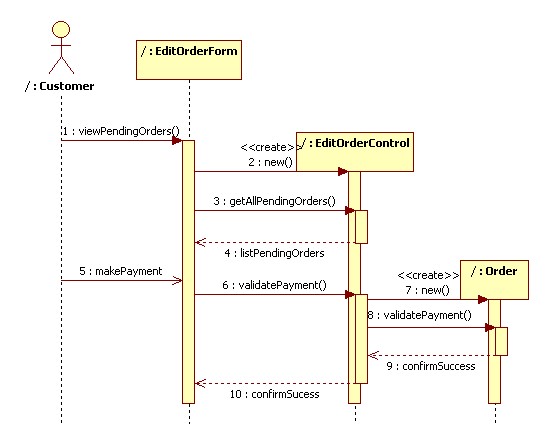 / : EditOrderForm
/ : Customer
1 : viewPendingOrders()
<<create>>
/ : EditOrderControl
2 : new()
3 : getAllPendingOrders()
4 : listPendingOrders
5 : makePayment
6 : validatePayment()
<<create>>
/ : Order
7 : new()
8 : validatePayment()
9 : confirmSuccess
10 : confirmSucess